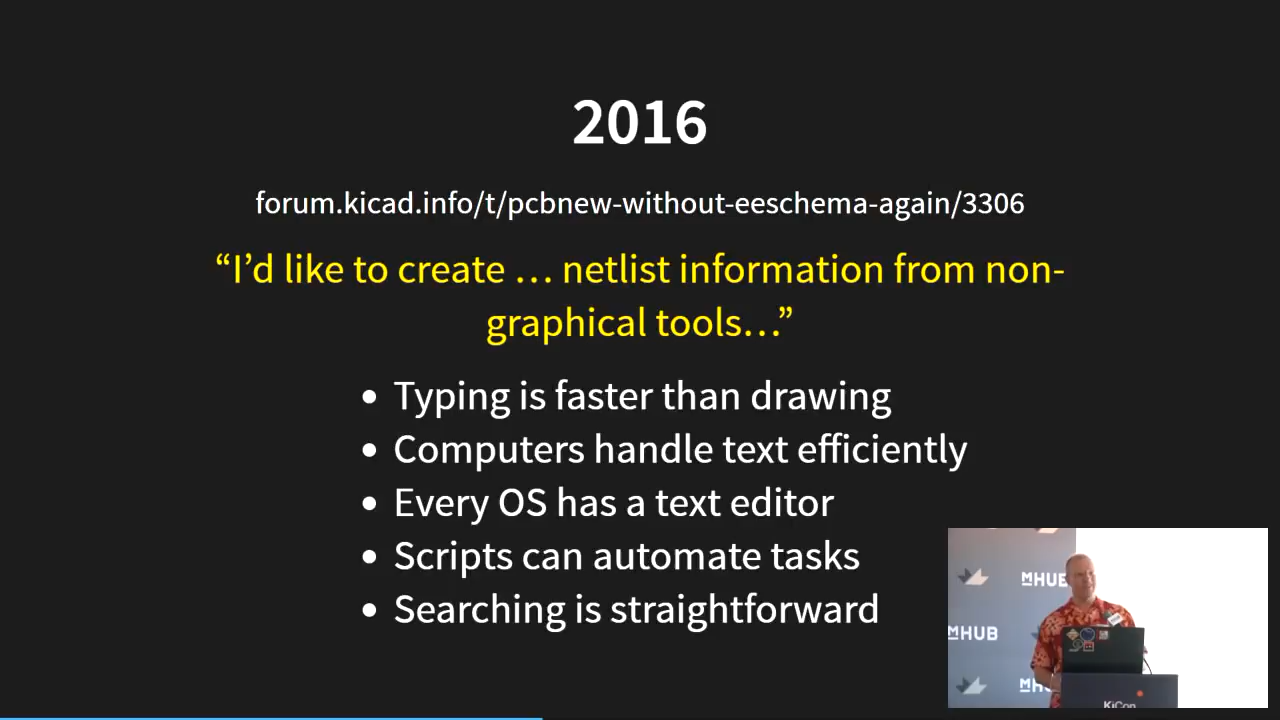 2016
forum.kicad.info/t/pcbnew-without-eeschema-again/3306
“I’d like to create … netlist information from non-
graphical tools…”
• Typing is faster than drawing
• Computers handle text efficiently
• Every OS has a text editor
• Scripts can automate tasks
• Searching is straightforward
MHUB
MHUB
KiCon